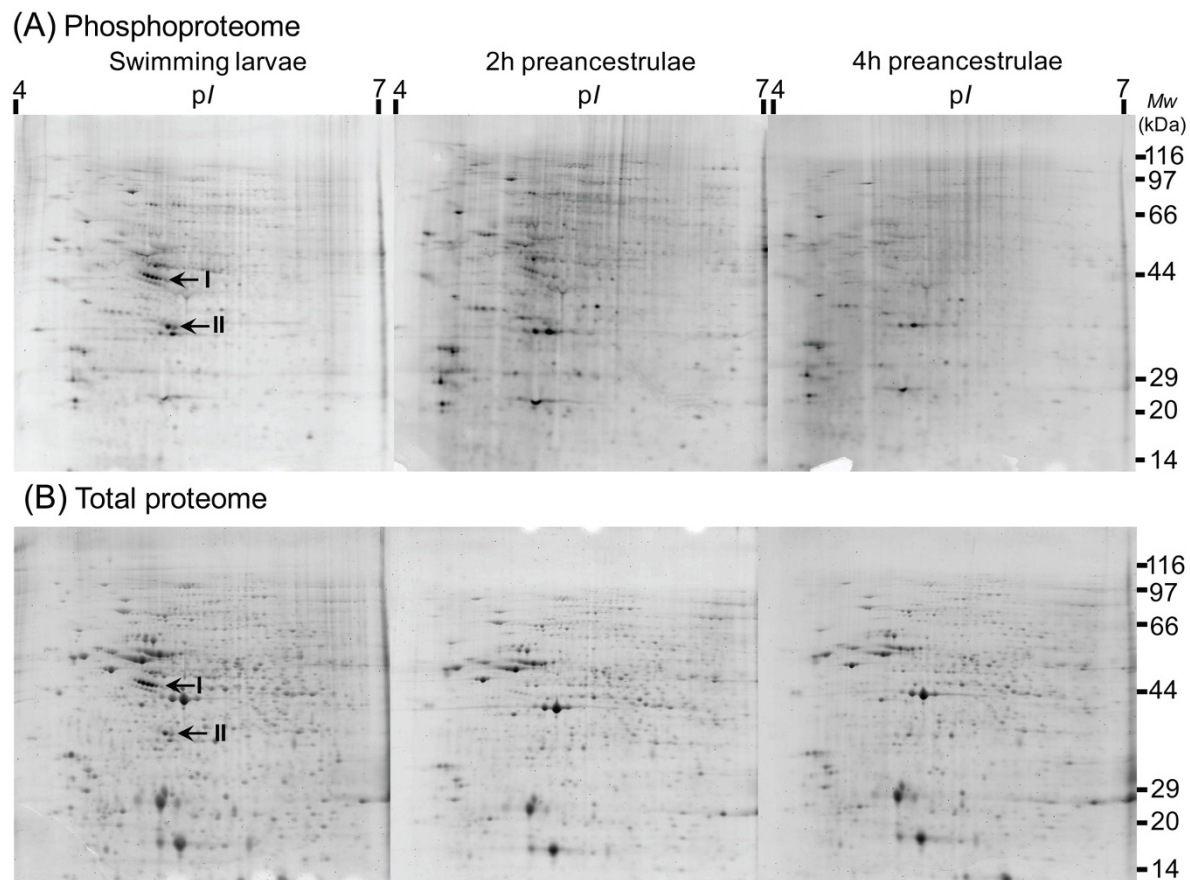 (A) Phosphoproteome
Swimming larvae 2h preancestrulae 4h preancestrulae
4 pI 7 4 pI 7 4 pI 7 Mw
(kDa)
116
97
66
I 44
II
29
20
14
(B) Total proteome
116
97
66
I 44
II
29
20
14